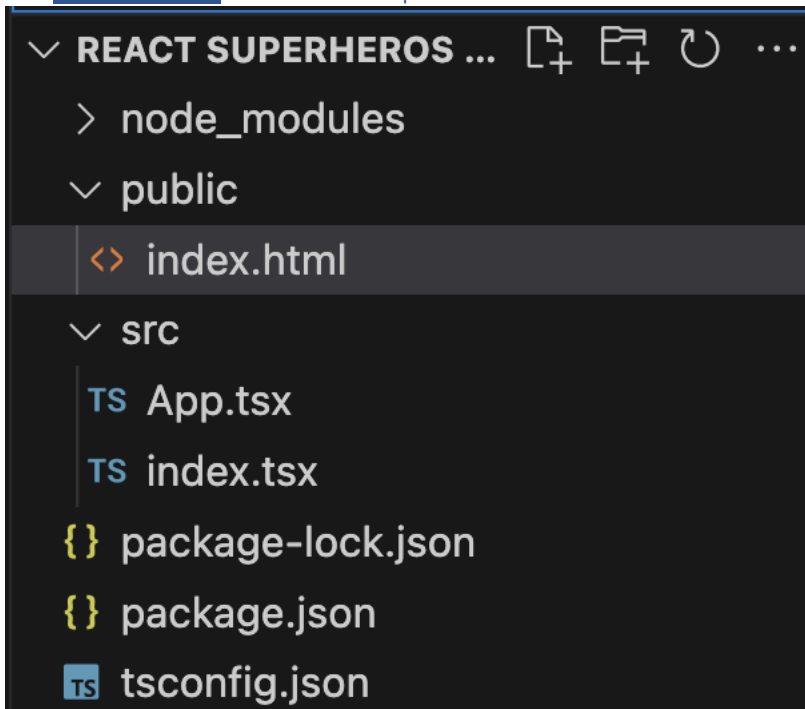 REACT SUPERHEROS ...
node_modules
public
<> index.html
src
TS App.tsx
TS index.tsx
{} package-lock.json
{} package.json
TS tsconfig.json